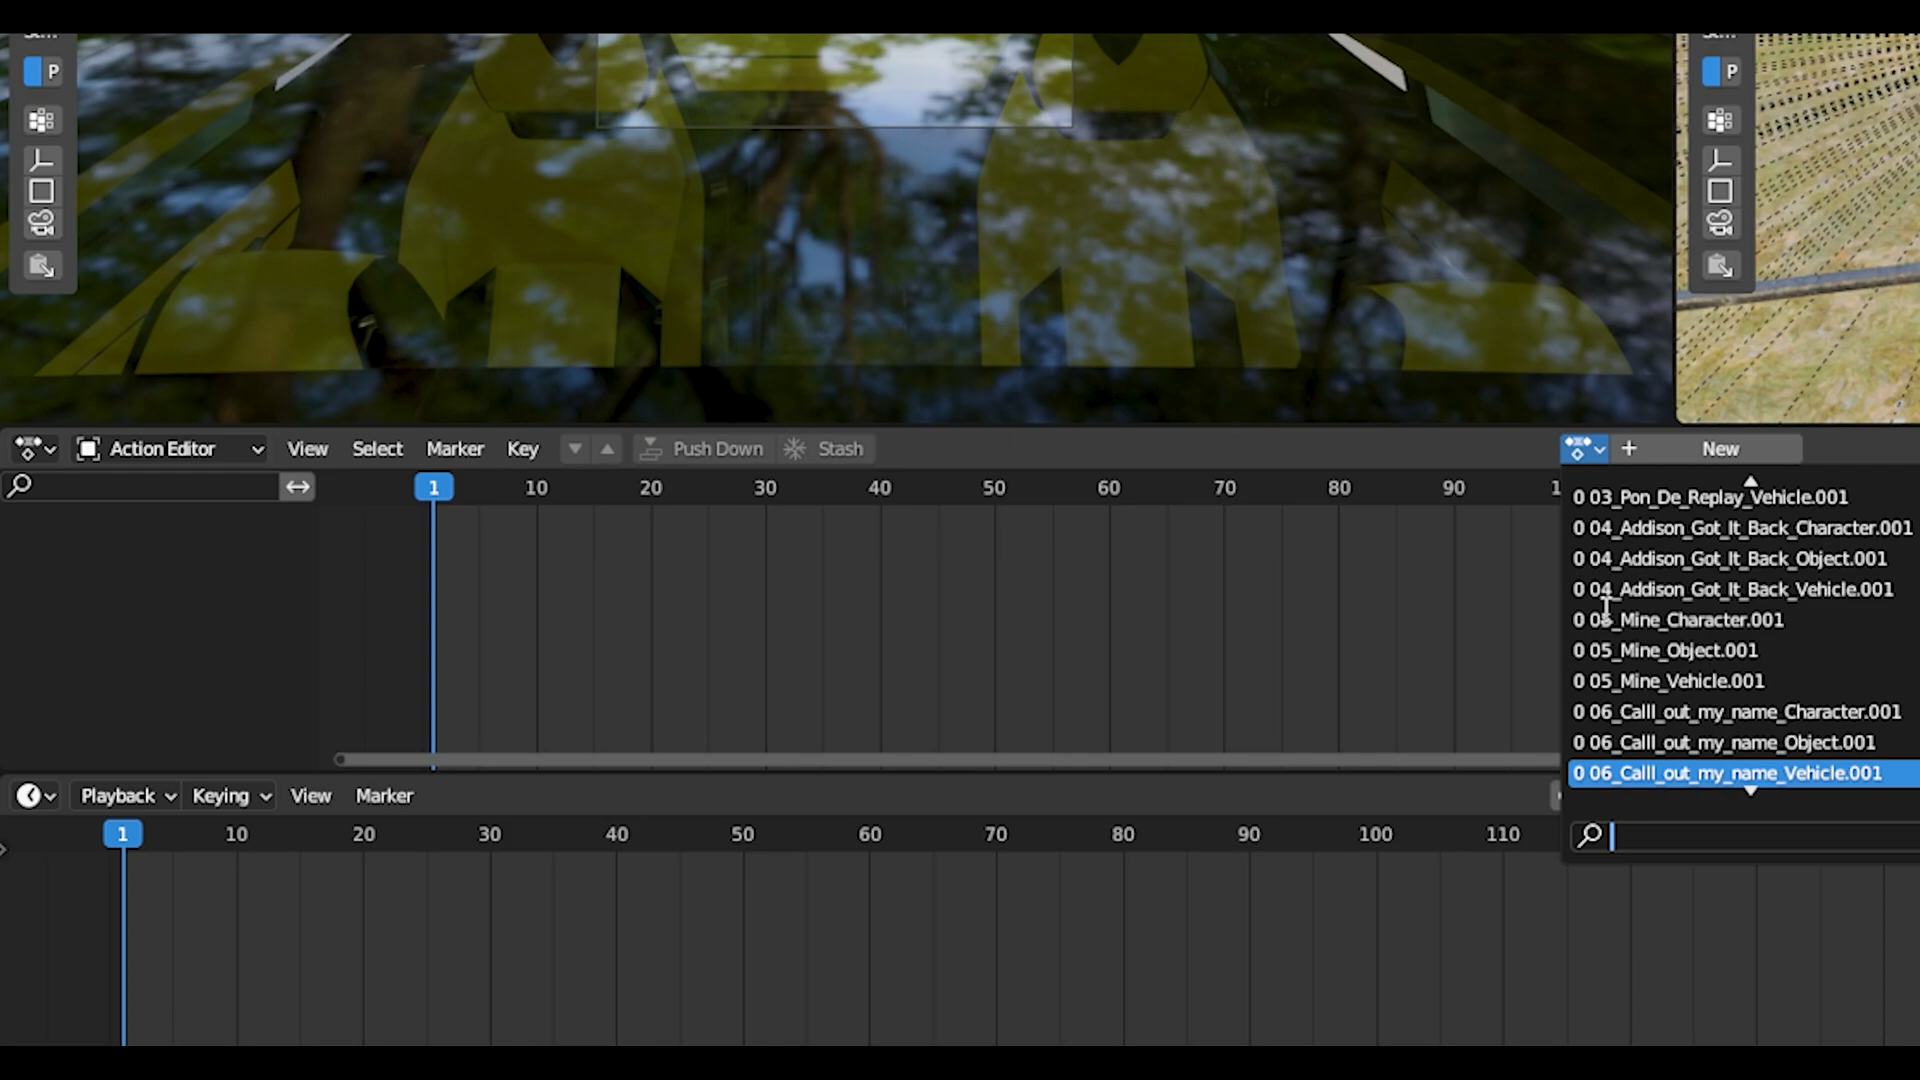 P
P
Action Editor View Select Marker Key Push Down Stash New
1 10 20 30 40 50 60 70 80 90
0 03_Pon_De_Replay_Vehicle.001
0 04_Addison_Got_It_Back_Character.001
0 04_Addison_Got_It_Back_Object.001
0 04_Addison_Got_It_Back_Vehicle.001
0 05_Mine_Character.001
0 05_Mine_Object.001
0 05_Mine_Vehicle.001
0 06_Calll_out_my_name_Character.001
0 06_Calll_out_my_name_Object.001
0 06_Calll_out_my_name_Vehicle.001
Playback Keying View Marker
1 10 20 30 40 50 60 70 80 90 100 110